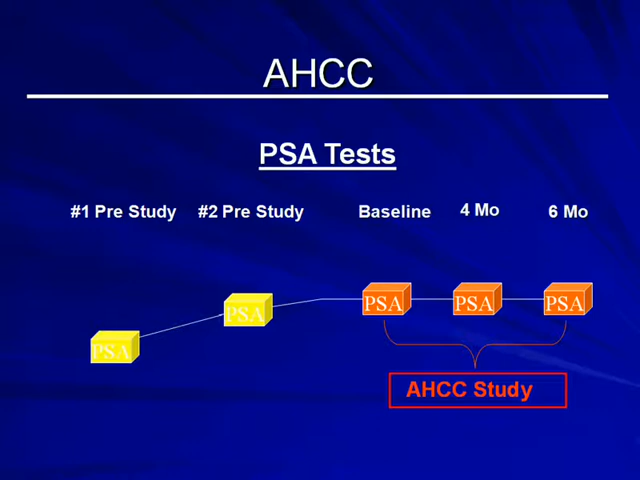 AHCC
PSA Tests
#1 Pre Study #2 Pre Study Baseline 4 Mo 6 Mo
PSA PSA PSA PSA PSA
AHCC Study